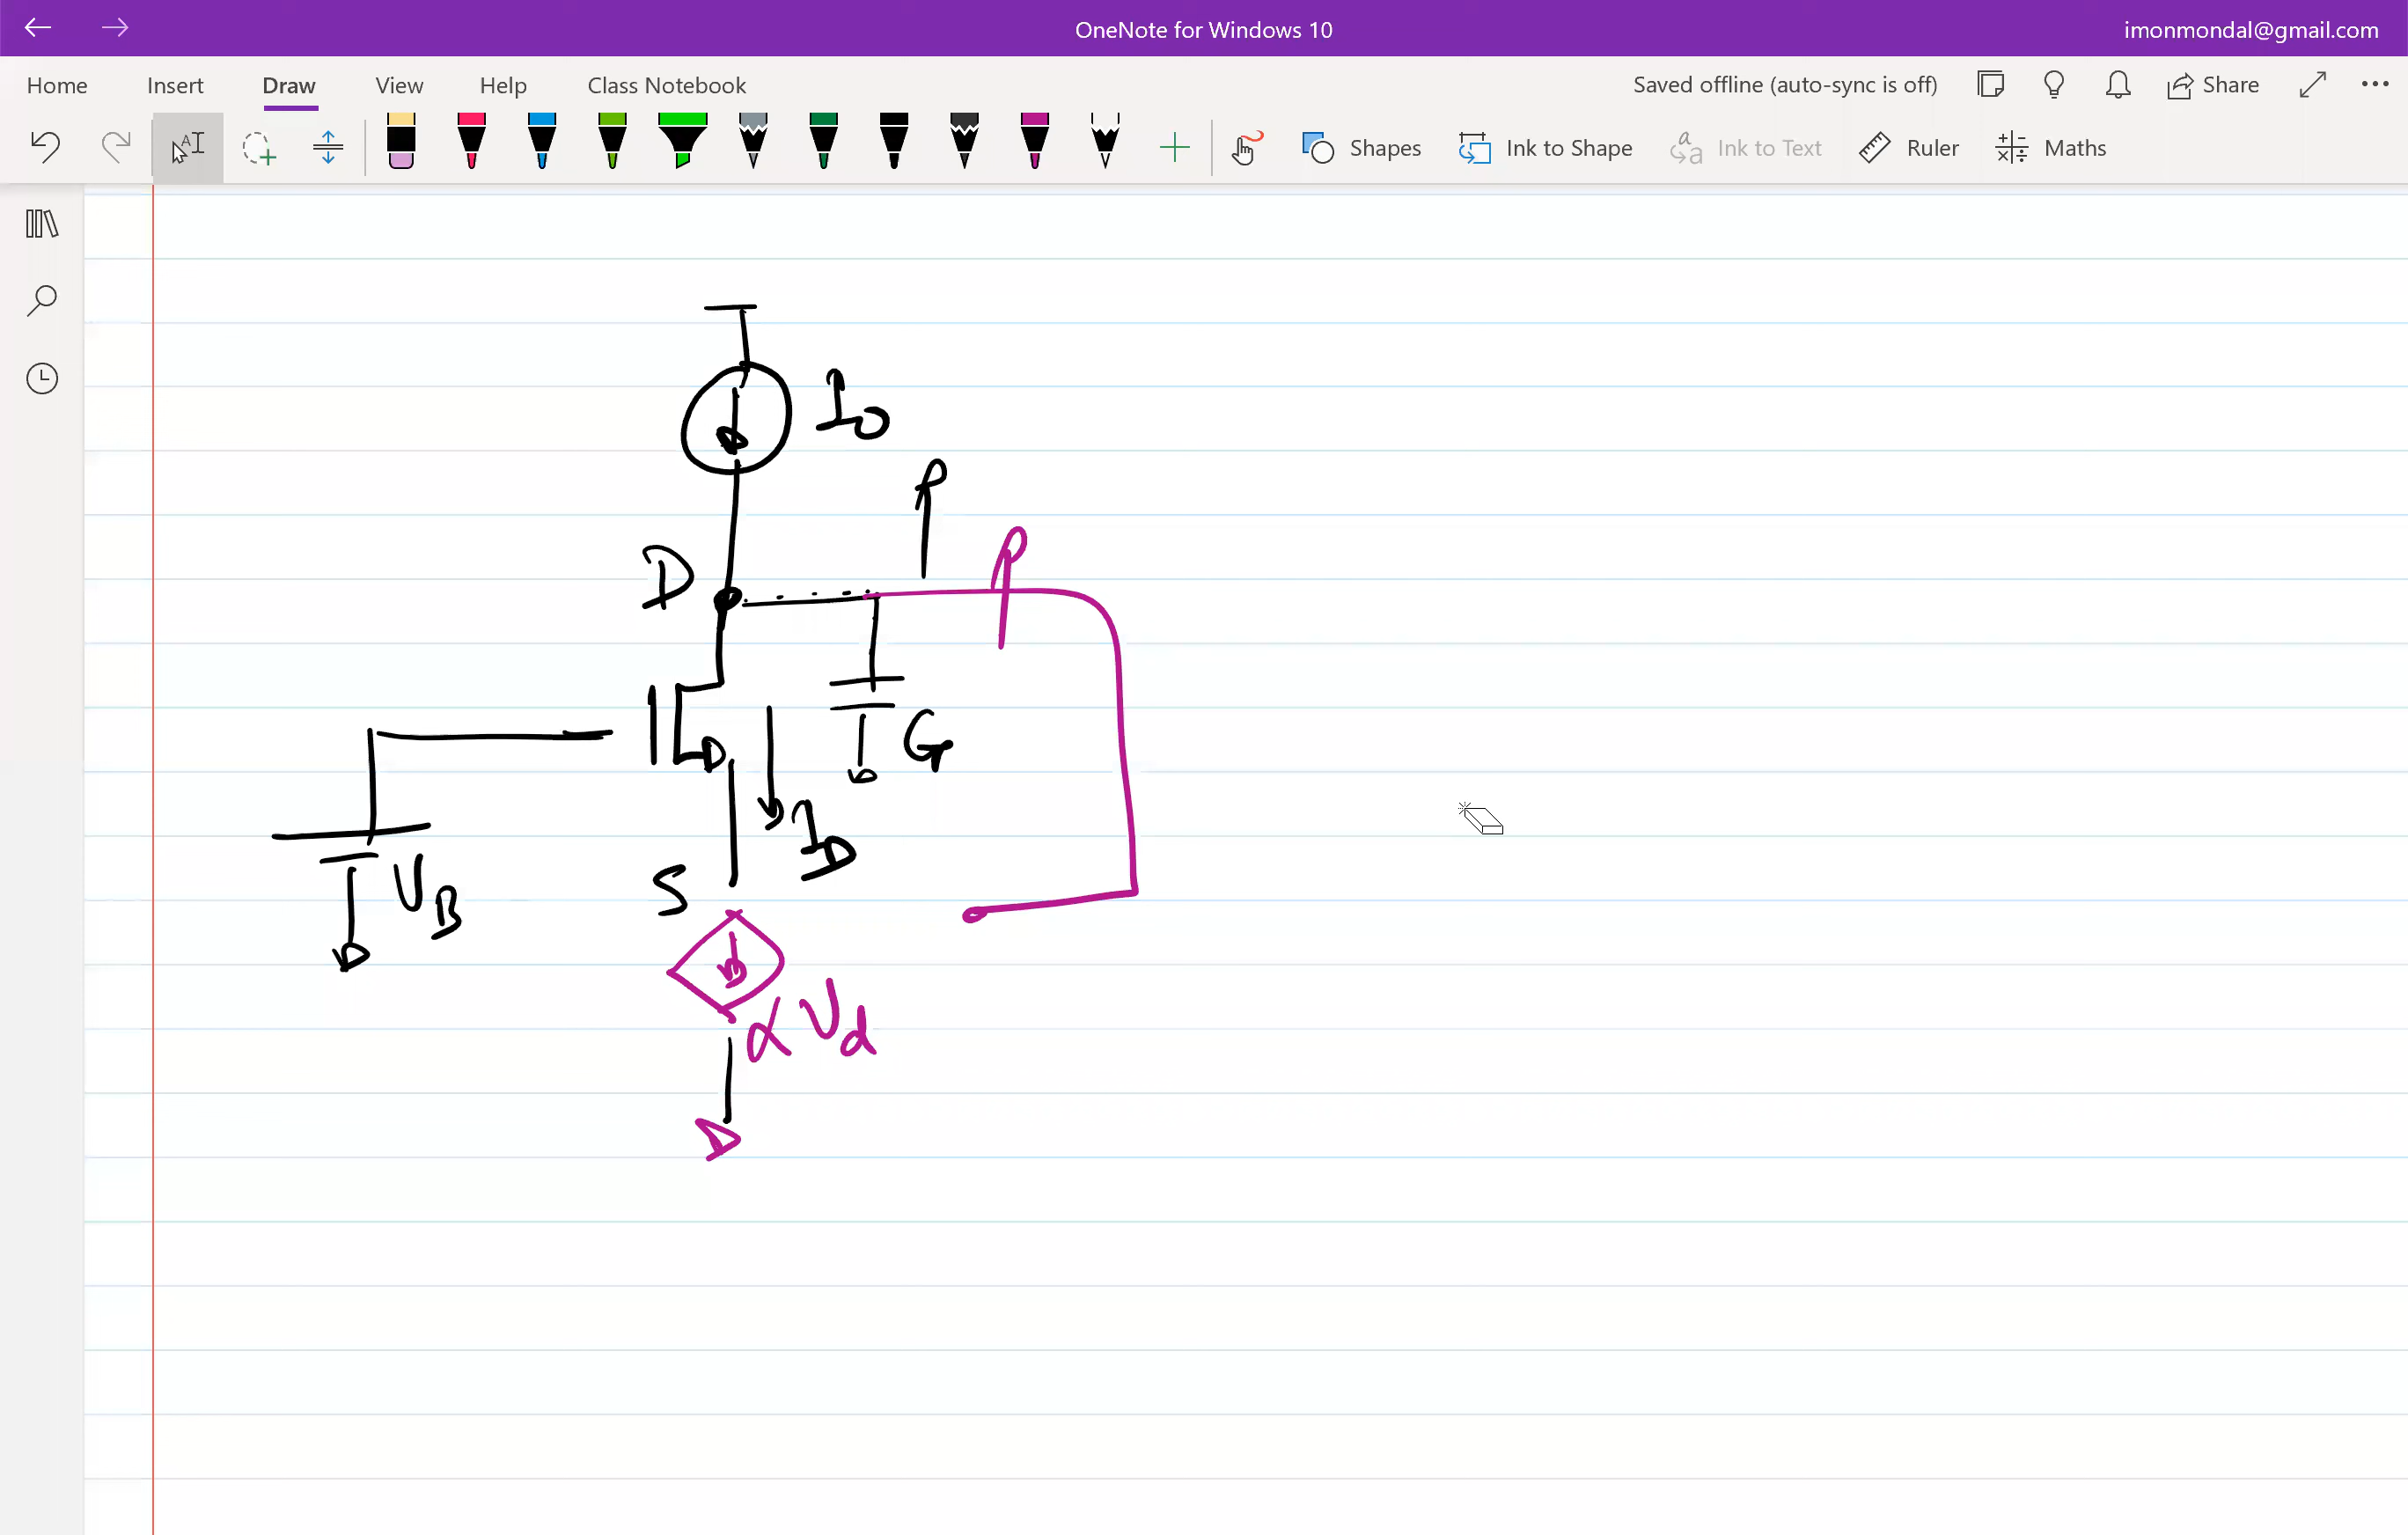 OneNote for Windows 10
imonmondal@gmail.com
Home Insert Draw View Help Class Notebook
Saved offline (auto-sync is off) Share
Shapes Ink to Shape Ink to Text Ruler Maths
I0
D
G
ID
S
VB
αVd